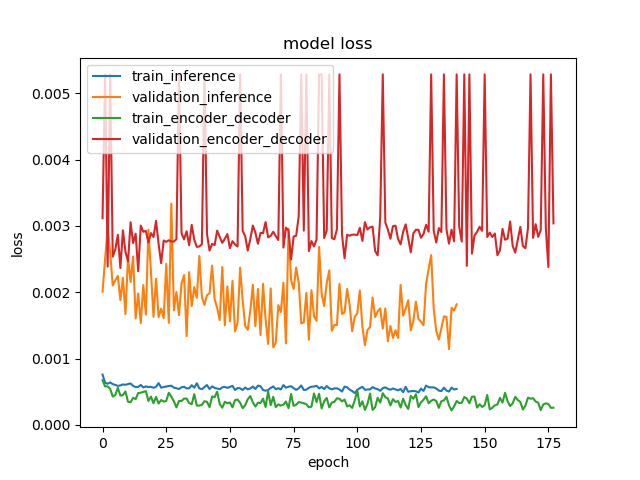 model loss
train_inference
validation_inference
train_encoder_decoder
validation_encoder_decoder
0.005
0.004
0.003
0.002
0.001
0.000
loss
0 25 50 75 100 125 150 175
epoch